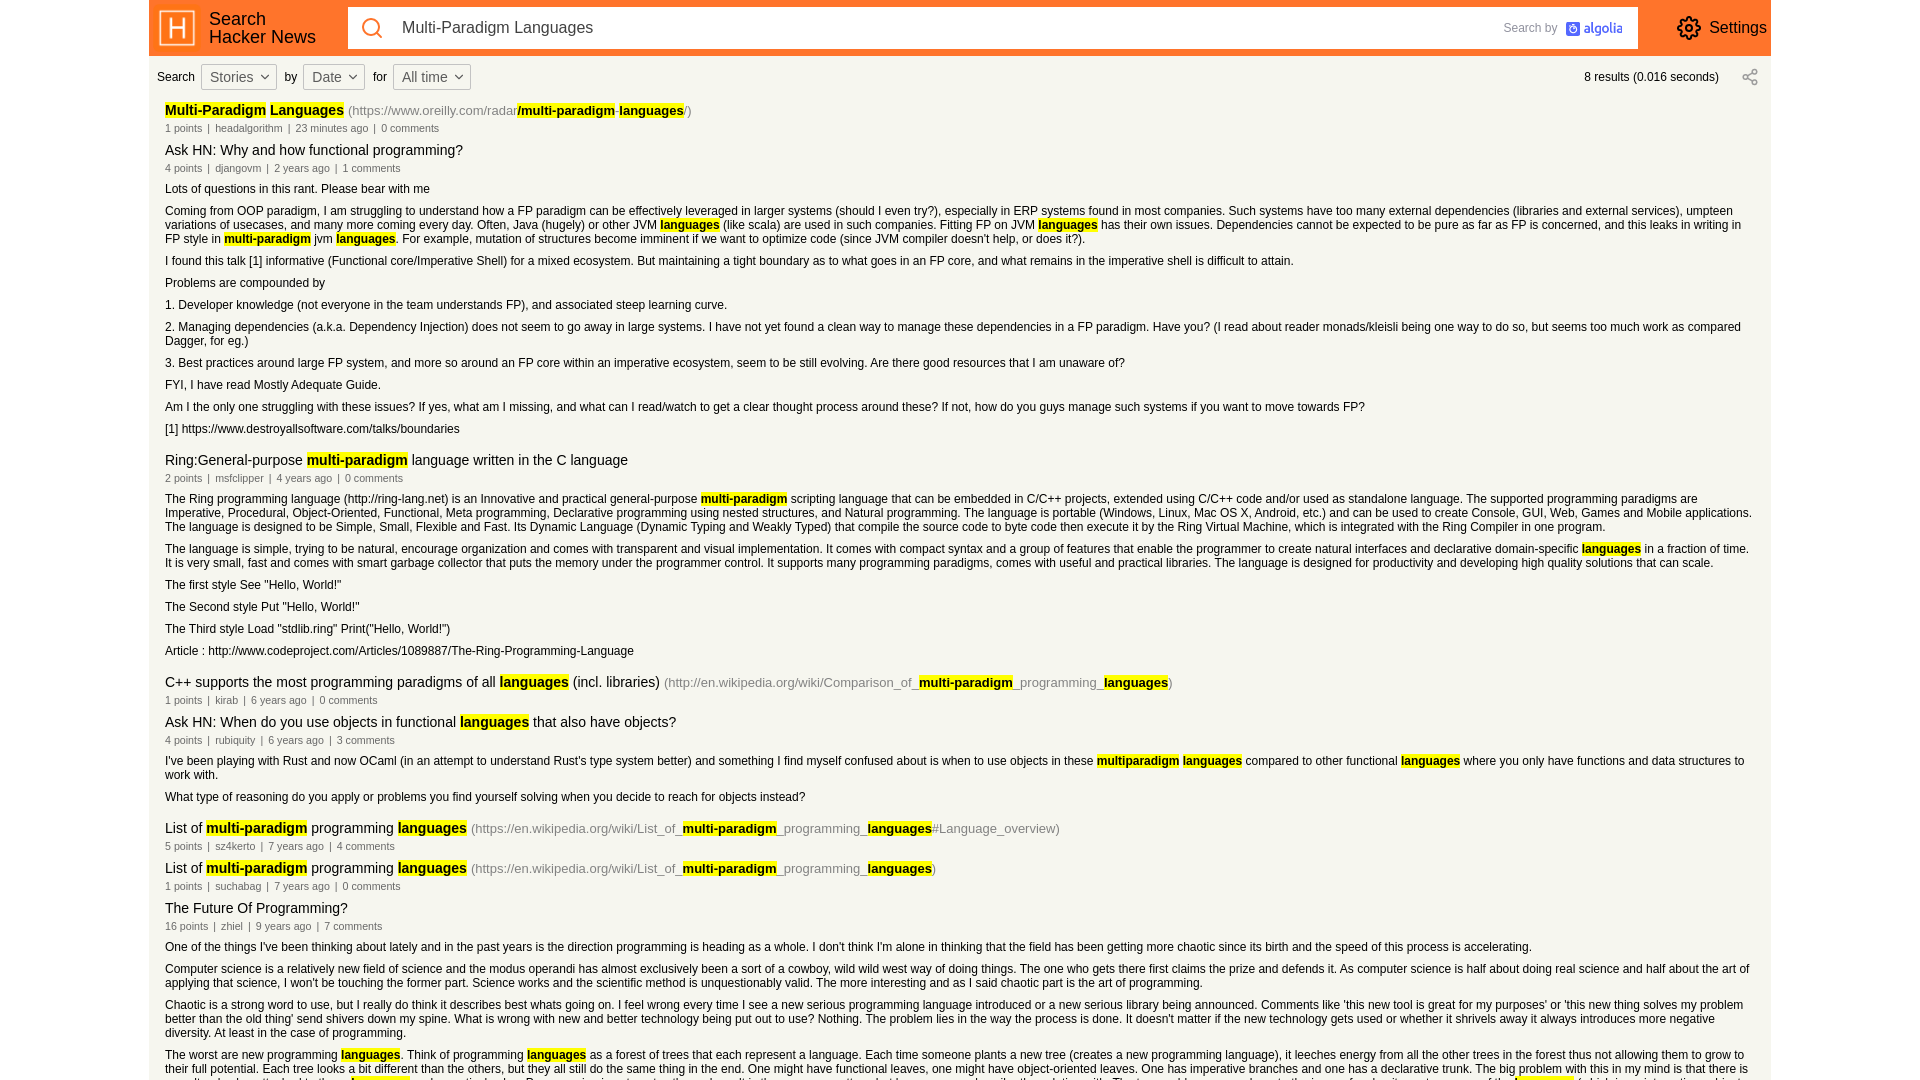 Search
Hacker News
Multi-Paradigm Languages
Search by algolia
Settings
Search Stories by Date for All time
8 results (0.016 seconds)
Multi-Paradigm Languages (https://www.oreilly.com/radar/multi-paradigm-languages/)
1 points | headalgorithm | 23 minutes ago | 0 comments
Ask HN: Why and how functional programming?
4 points | djangovm | 2 years ago | 1 comments
Lots of questions in this rant. Please bear with me
Coming from OOP paradigm, I am struggling to understand how a FP paradigm can be effectively leveraged in larger systems (should I even try?), especially in ERP systems found in most companies. Such systems have too many external dependencies (libraries and external services), umpteen
variations of usecases, and many more coming every day. Often, Java (hugely) or other JVM languages (like scala) are used in such companies. Fitting FP on JVM languages has their own issues. Dependencies cannot be expected to be pure as far as FP is concerned, and this leaks in writing in
FP style in multi-paradigm jvm languages. For example, mutation of structures become imminent if we want to optimize code (since JVM compiler doesn't help, or does it?).
I found this talk [1] informative (Functional core/Imperative Shell) for a mixed ecosystem. But maintaining a tight boundary as to what goes in an FP core, and what remains in the imperative shell is difficult to attain.
Problems are compounded by
1. Developer knowledge (not everyone in the team understands FP), and associated steep learning curve.
2. Managing dependencies (a.k.a. Dependency Injection) does not seem to go away in large systems. I have not yet found a clean way to manage these dependencies in a FP paradigm. Have you? (I read about reader monads/kleisli being one way to do so, but seems too much work as compared
Dagger, for eg.)
3. Best practices around large FP system, and more so around an FP core within an imperative ecosystem, seem to be still evolving. Are there good resources that I am unaware of?
FYI, I have read Mostly Adequate Guide.
Am I the only one struggling with these issues? If yes, what am I missing, and what can I read/watch to get a clear thought process around these? If not, how do you guys manage such systems if you want to move towards FP?
[1] https://www.destroyallsoftware.com/talks/boundaries
Ring:General-purpose multi-paradigm language written in the C language
2 points | msfclipper | 4 years ago | 0 comments
The Ring programming language (http://ring-lang.net) is an Innovative and practical general-purpose multi-paradigm scripting language that can be embedded in C/C++ projects, extended using C/C++ code and/or used as standalone language. The supported programming paradigms are
Imperative, Procedural, Object-Oriented, Functional, Meta programming, Declarative programming using nested structures, and Natural programming. The language is portable (Windows, Linux, Mac OS X, Android, etc.) and can be used to create Console, GUI, Web, Games and Mobile applications.
The language is designed to be Simple, Small, Flexible and Fast. Its Dynamic Language (Dynamic Typing and Weakly Typed) that compile the source code to byte code then execute it by the Ring Virtual Machine, which is integrated with the Ring Compiler in one program.
The language is simple, trying to be natural, encourage organization and comes with transparent and visual implementation. It comes with compact syntax and a group of features that enable the programmer to create natural interfaces and declarative domain-specific languages in a fraction of time.
It is very small, fast and comes with smart garbage collector that puts the memory under the programmer control. It supports many programming paradigms, comes with useful and practical libraries. The language is designed for productivity and developing high quality solutions that can scale.
The first style See "Hello, World!"
The Second style Put "Hello, World!"
The Third style Load "stdlib.ring" Print("Hello, World!")
Article : http://www.codeproject.com/Articles/1089887/The-Ring-Programming-Language
C++ supports the most programming paradigms of all languages (incl. libraries) (http://en.wikipedia.org/wiki/Comparison_of_multi-paradigm_programming_languages)
1 points | kirab | 6 years ago | 0 comments
Ask HN: When do you use objects in functional languages that also have objects?
4 points | rubiquity | 6 years ago | 3 comments
I've been playing with Rust and now OCaml (in an attempt to understand Rust's type system better) and something I find myself confused about is when to use objects in these multiparadigm languages compared to other functional languages where you only have functions and data structures to
work with.
What type of reasoning do you apply or problems you find yourself solving when you decide to reach for objects instead?
List of multi-paradigm programming languages (https://en.wikipedia.org/wiki/List_of_multi-paradigm_programming_languages#Language_overview)
5 points | sz4kerto | 7 years ago | 4 comments
List of multi-paradigm programming languages (https://en.wikipedia.org/wiki/List_of_multi-paradigm_programming_languages)
1 points | suchabag | 7 years ago | 0 comments
The Future Of Programming?
16 points | zhiel | 9 years ago | 7 comments
One of the things I've been thinking about lately and in the past years is the direction programming is heading as a whole. I don't think I'm alone in thinking that the field has been getting more chaotic since its birth and the speed of this process is accelerating.
Computer science is a relatively new field of science and the modus operandi has almost exclusively been a sort of a cowboy, wild wild west way of doing things. The one who gets there first claims the prize and defends it. As computer science is half about doing real science and half about the art of
applying that science, I won't be touching the former part. Science works and the scientific method is unquestionably valid. The more interesting and as I said chaotic part is the art of programming.
Chaotic is a strong word to use, but I really do think it describes best whats going on. I feel wrong every time I see a new serious programming language introduced or a new serious library being announced. Comments like 'this new tool is great for my purposes' or 'this new thing solves my problem
better than the old thing' send shivers down my spine. What is wrong with new and better technology being put out to use? Nothing. The problem lies in the way the process is done. It doesn't matter if the new technology gets used or whether it shrivels away it always introduces more negative
diversity. At least in the case of programming.
The worst are new programming languages. Think of programming languages as a forest of trees that each represent a language. Each time someone plants a new tree (creates a new programming language), it leeches energy from all the other trees in the forest thus not allowing them to grow to
their full potential. Each tree looks a bit different than the others, but they all still do the same thing in the end. One might have functional leaves, one might have object-oriented leaves. One has imperative branches and one has a declarative trunk. The big problem with this in my mind is that there is